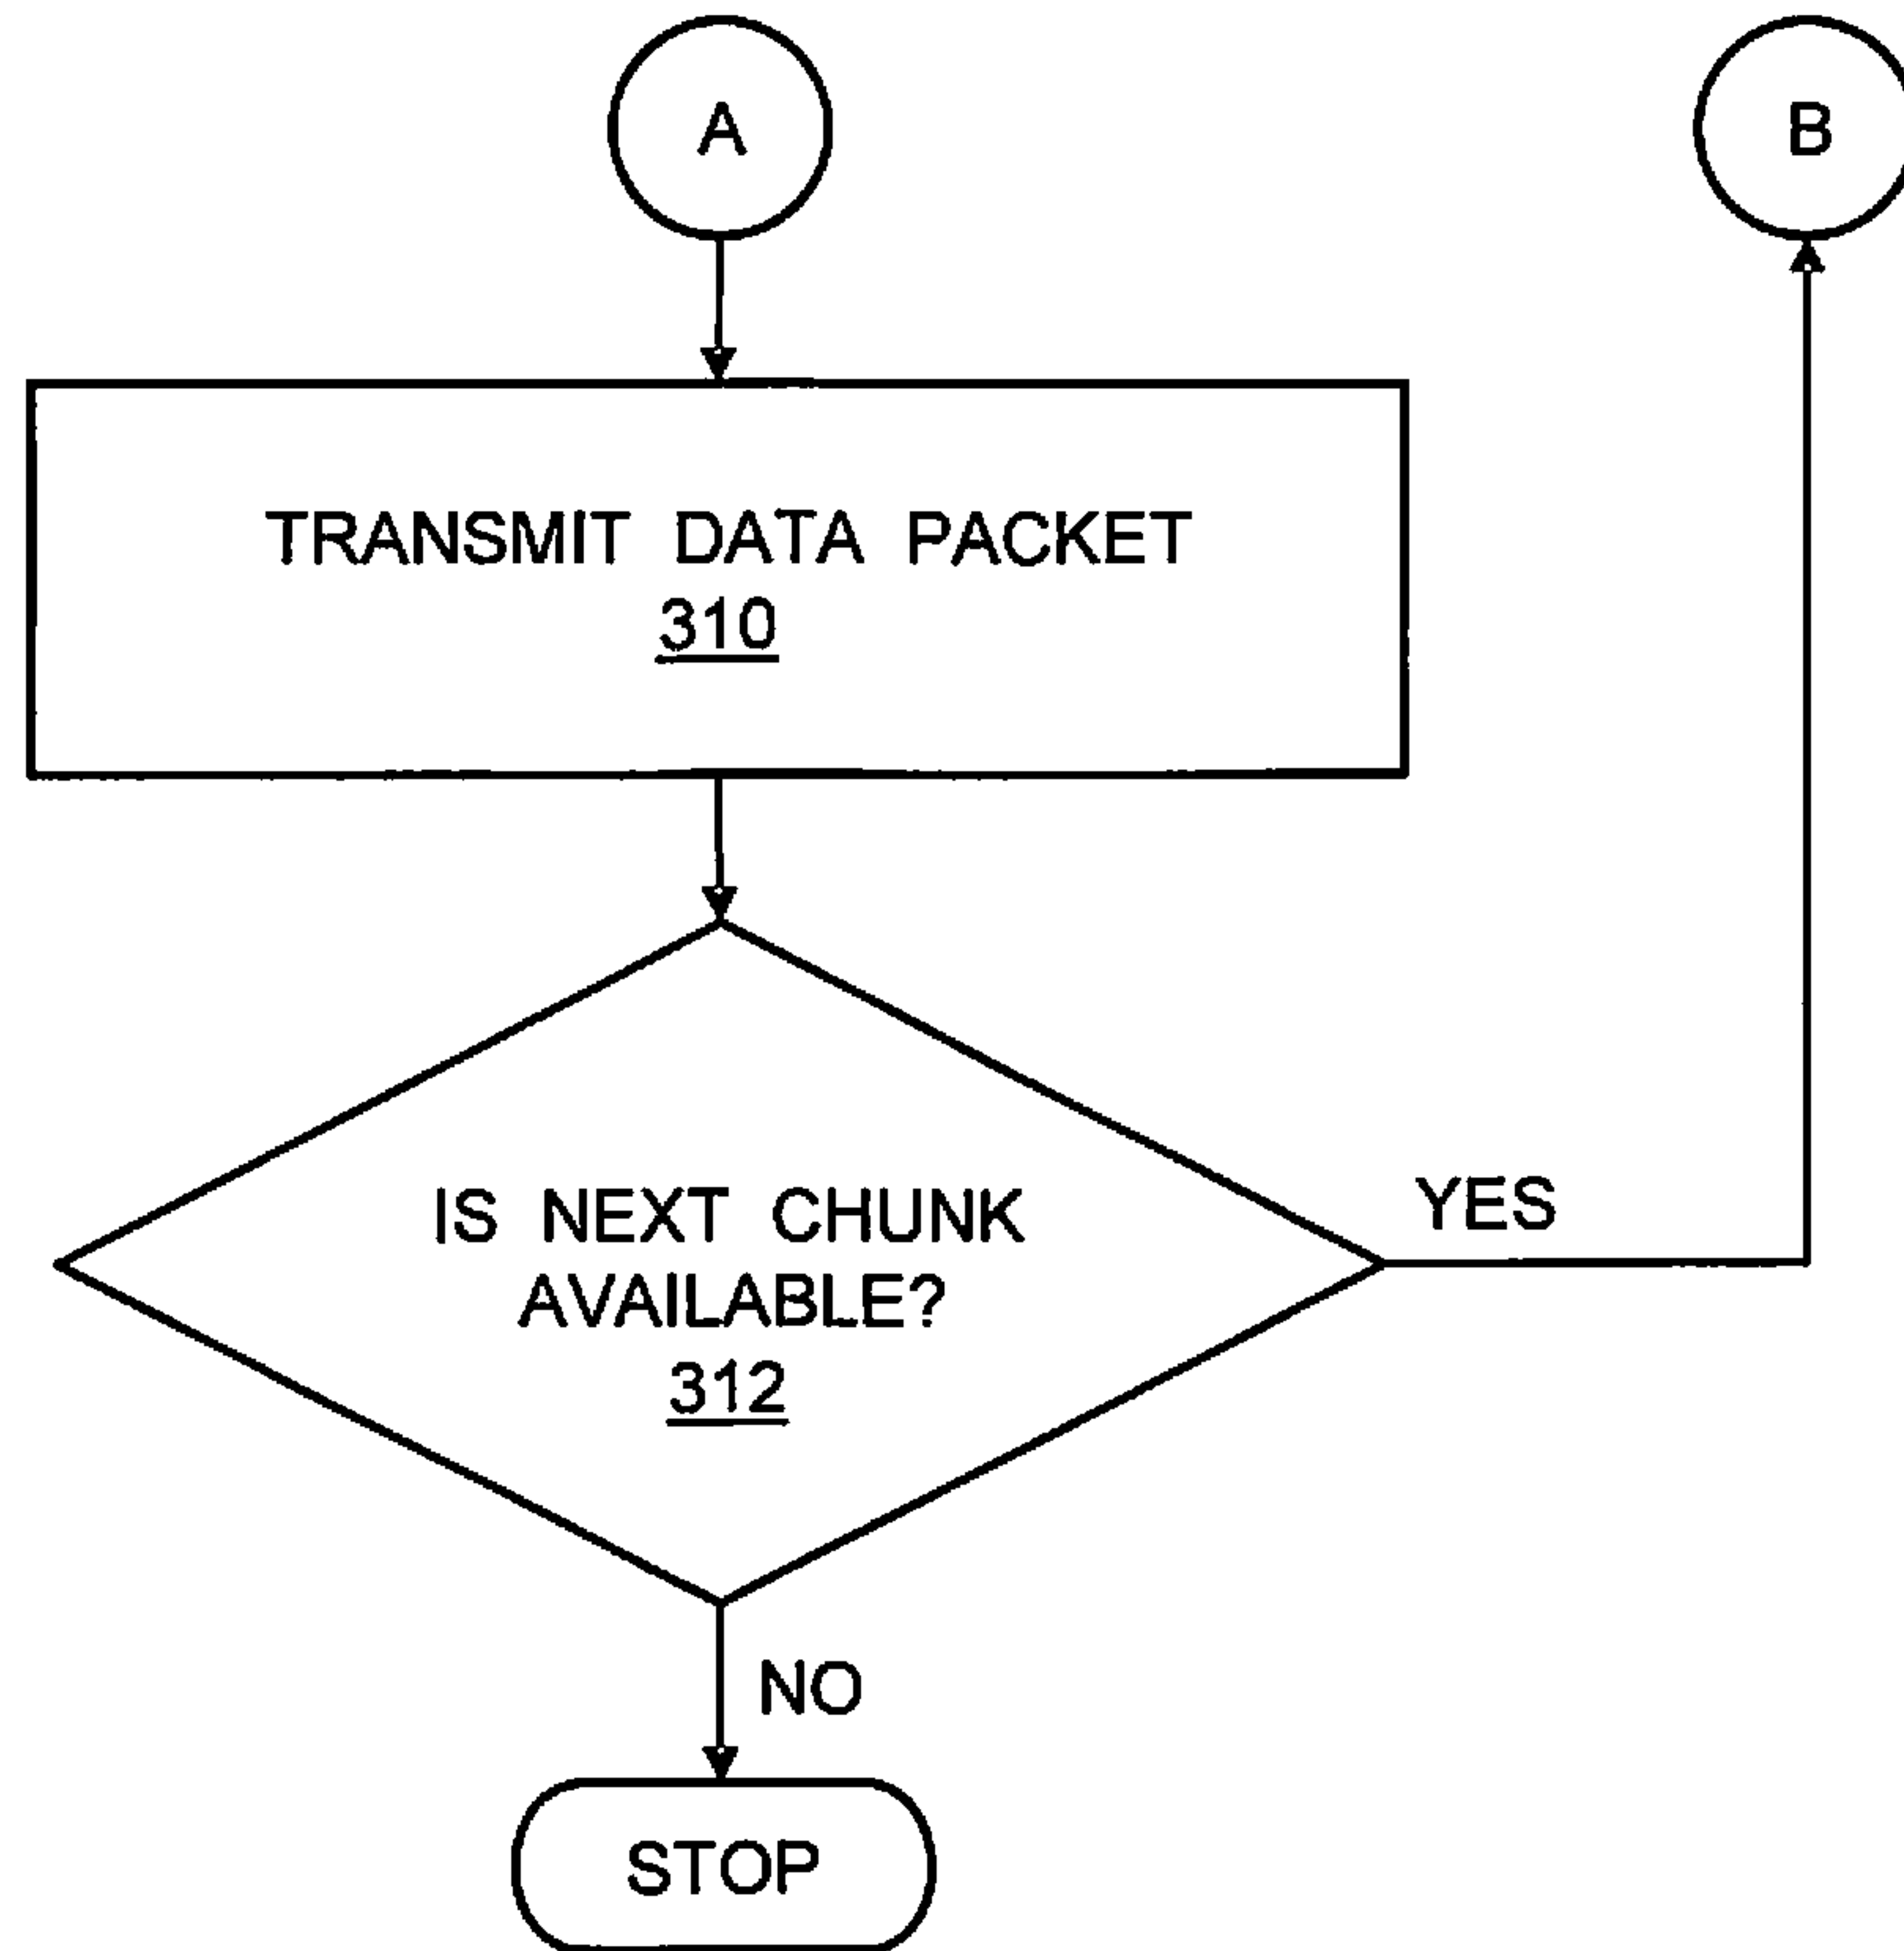 A
B
TRANSMIT DATA PACKET
310
IS NEXT CHUNK
AVAILABLE?
312
YES
NO
STOP